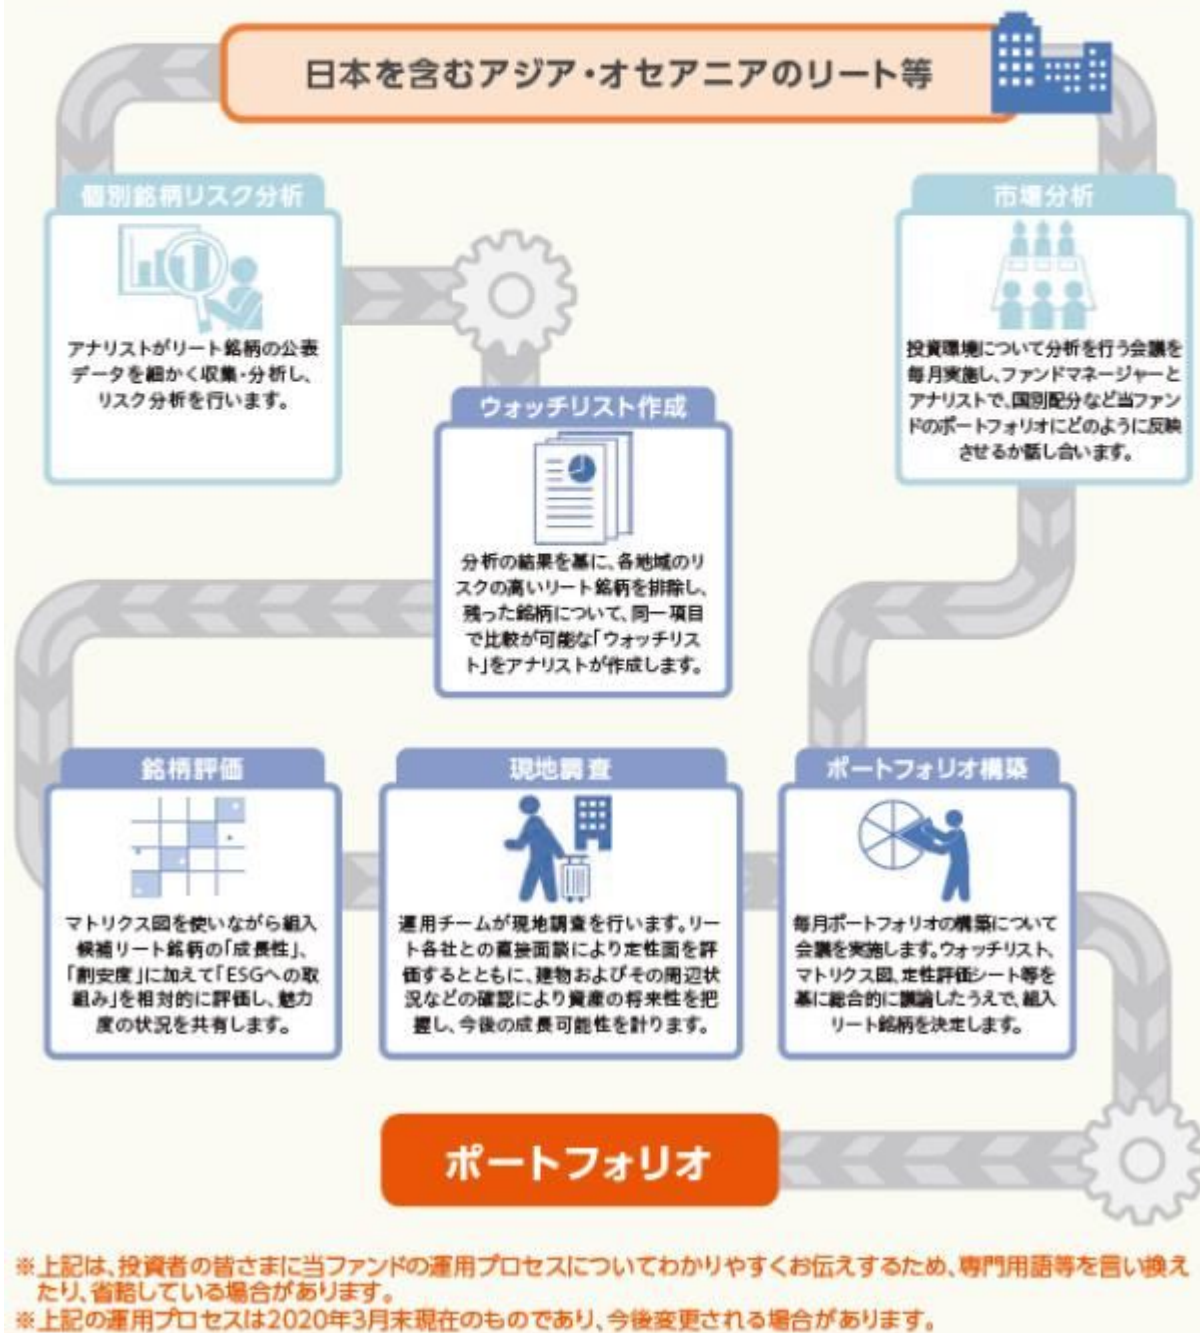 日本を含むアジア・オセアニアのリート等
個別銘柄リスク分析
アナリストがリート銘柄の公表
データを細かく収集・分析し、
リスク分析を行います。
市場分析
投資環境について分析を行う会議を
毎月実施し、ファンドマネージャーと
アナリストで、国別配分など当ファン
ドのポートフォリオにどのように反映
させるか話し合います。
ウォッチリスト作成
分析の結果を基に、各地域のリ
スクの高いリート銘柄を排除し、
残った銘柄について、同一項目
で比較が可能な「ウォッチリス
ト」をアナリストが作成します。
銘柄評価
マトリクス図を使いながら組入
候補リート銘柄の「成長性」、
「割安度」に加えて「ESGへの取
組み」を相対的に評価し、魅力
度の状況を共有します。
現地調査
運用チームが現地調査を行います。リー
ト各社との直接面談により定性面を評
価するとともに、建物およびその周辺状
況などの確認により資産の将来性を把
握し、今後の成長可能性を計ります。
ポートフォリオ構築
毎月ポートフォリオの構築について
会議を実施します。ウォッチリスト、
マトリクス図、定性評価シート等を
基に総合的に議論したうえで、組入
リート銘柄を決定します。
ポートフォリオ
※上記は、投資者の皆さまに当ファンドの運用プロセスについてわかりやすくお伝えするため、専門用語等を言い換え
たり、省略している場合があります。
※上記の運用プロセスは2020年3月末現在のものであり、今後変更される場合があります。